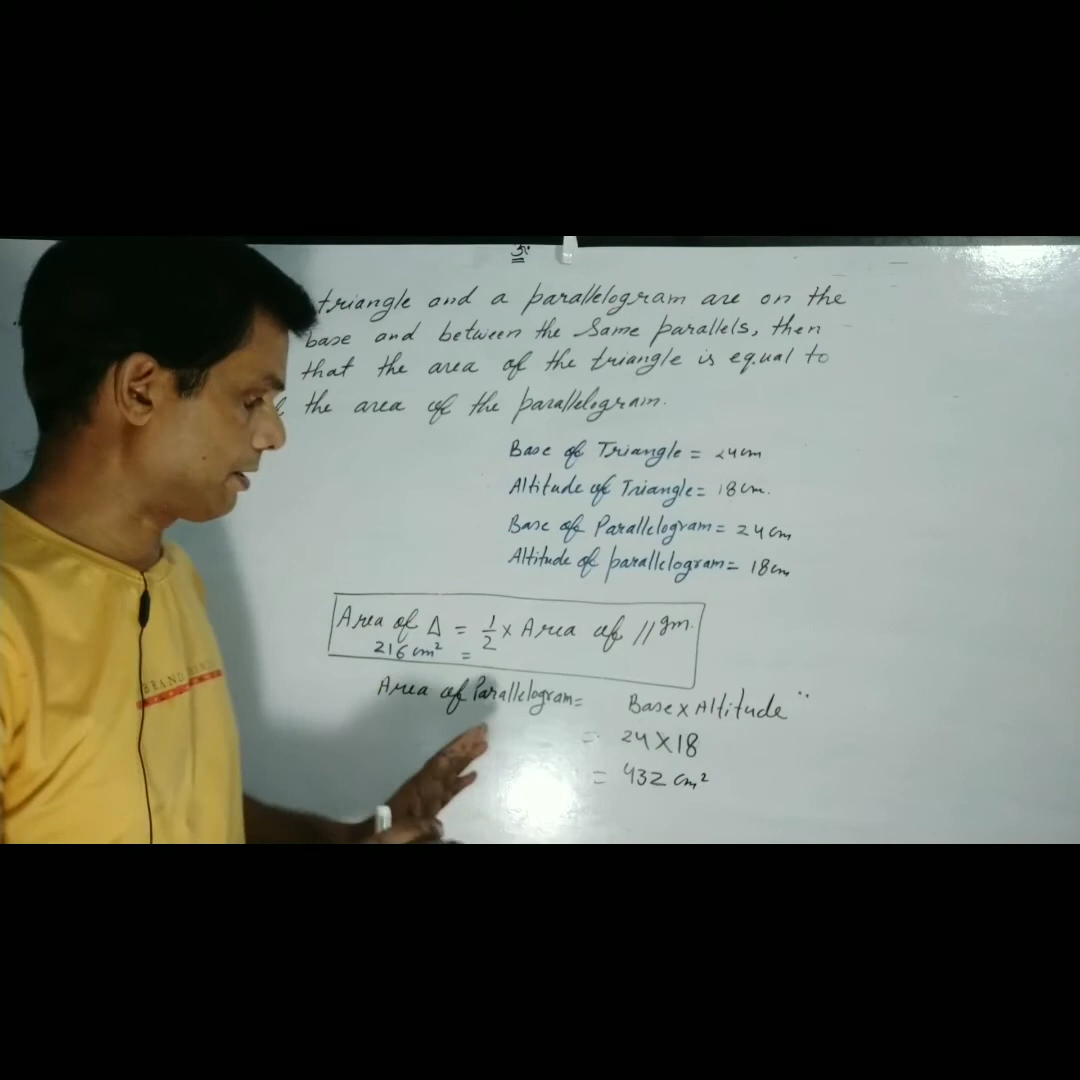 ॐ
triangle and a parallelogram are on the
base and between the same parallels, then
that the area of the triangle is equal to
the area of the parallelogram.
Base of Triangle = 24cm
Altitude of Triangle = 18cm.
Base of Parallelogram = 24cm
Altitude of parallelogram = 18cm
Area of Δ = 1/2 × Area of //gm.
216 cm² =
Area of Parallelogram = Base × Altitude
= 24 × 18
= 432 cm²
BRAND